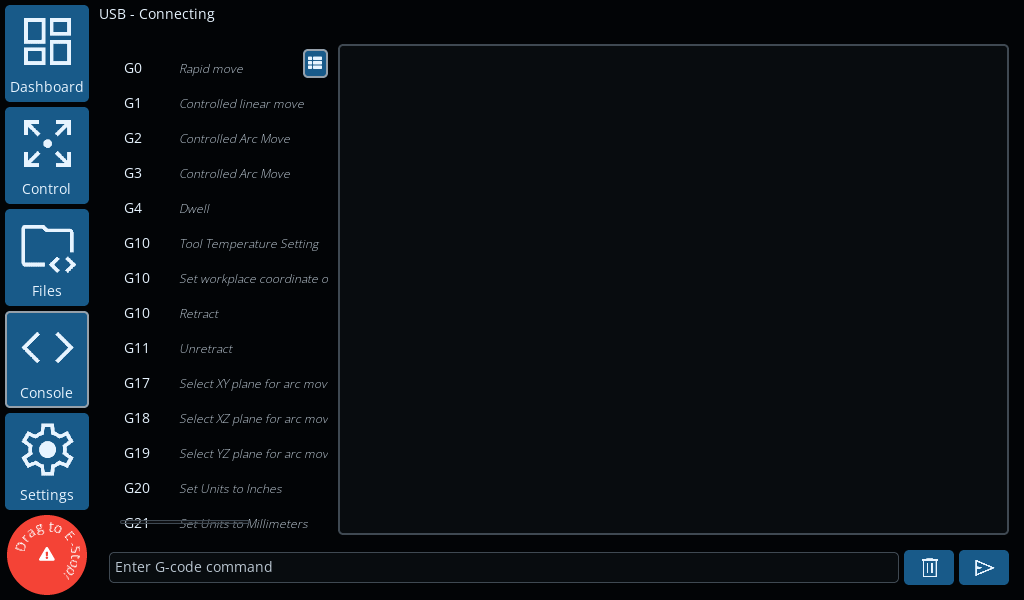 USB - Connecting
Dashboard
Control
Files
Console
Settings
Drag to E-Stop!
G0 Rapid move
G1 Controlled linear move
G2 Controlled Arc Move
G3 Controlled Arc Move
G4 Dwell
G10 Tool Temperature Setting
G10 Set workplace coordinate o
G10 Retract
G11 Unretract
G17 Select XY plane for arc mov
G18 Select XZ plane for arc mov
G19 Select YZ plane for arc mov
G20 Set Units to Inches
G21 Set Units to Millimeters
Enter G-code command